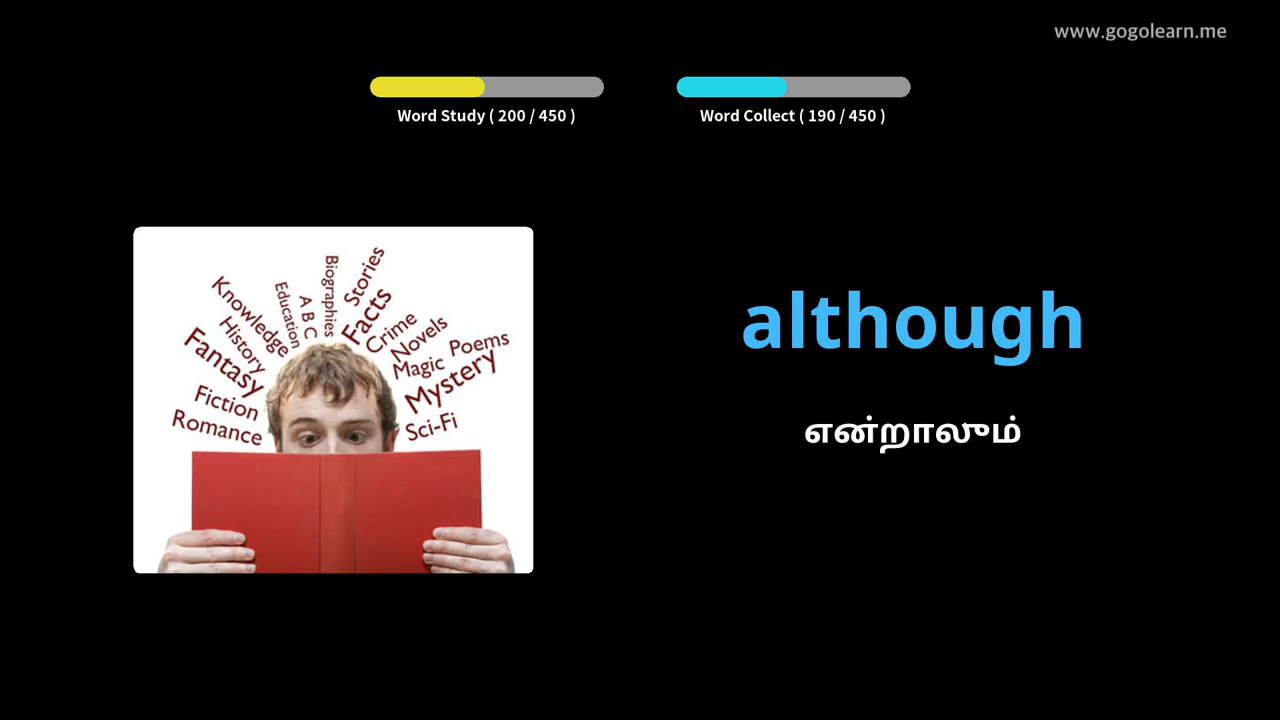 www.gogolearn.me
Word Study ( 200 / 450 )
Word Collect ( 190 / 450 )
Biographies
Stories
Education
A B C
Facts
Knowledge
Crime
History
Novels
Poems
Fantasy
Magic
Mystery
Fiction
Romance
Sci-Fi
although
என்றாலும்